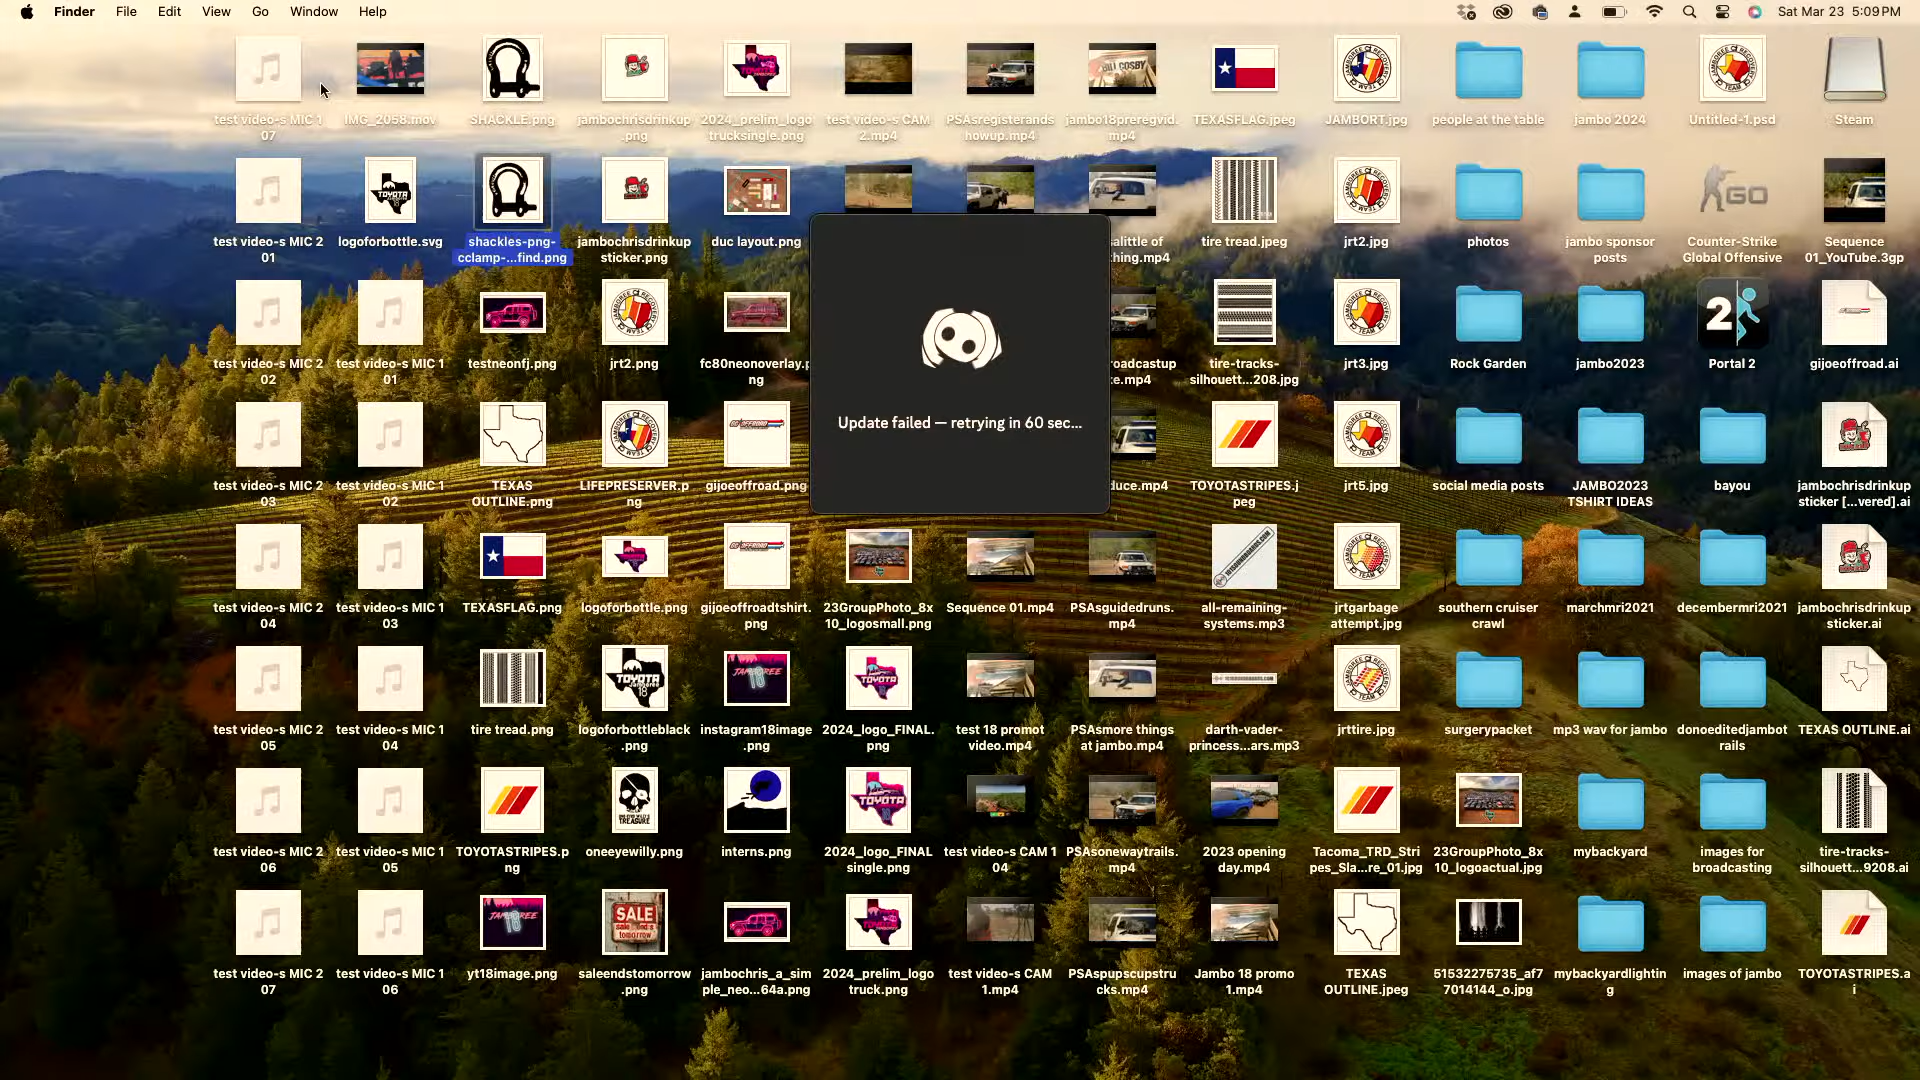 Finder File Edit View Go Window Help
Sat Mar 23 5:09 PM
test video-s MIC 1
07
IMG_2058.mov
SHACKLE.png
jambochrisdrinkup
.png
2024_prelim_logo
trucksingle.png
test video-s CAM
2.mp4
PSAsregisterands
howup.mp4
jambo18preregvid.
mp4
TEXASFLAG.jpeg
JAMBORT.jpg
people at the table
jambo 2024
Untitled-1.psd
Steam
test video-s MIC 2
01
logoforbottle.svg
shackles-png-
cclamp-...find.png
jambochrisdrinkup
sticker.png
duc layout.png
alittle of
hing.mp4
tire tread.jpeg
jrt2.jpg
photos
jambo sponsor
posts
Counter-Strike
Global Offensive
Sequence
01_YouTube.3gp
Update failed — retrying in 60 sec...
test video-s MIC 2
02
test video-s MIC 1
01
testneonfj.png
jrt2.png
fc80neonoverlay.p
ng
roadcastup
te.mp4
tire-tracks-
silhouett...208.jpg
jrt3.jpg
Rock Garden
jambo2023
Portal 2
gijoeoffroad.ai
test video-s MIC 2
03
test video-s MIC 1
02
TEXAS
OUTLINE.png
LIFEPRESERVER.p
ng
gijoeoffroad.png
duce.mp4
TOYOTASTRIPES.j
peg
jrt5.jpg
social media posts
JAMBO2023
TSHIRT IDEAS
bayou
jambochrisdrinkup
sticker [...vered].ai
test video-s MIC 2
04
test video-s MIC 1
03
TEXASFLAG.png
logoforbottle.png
gijoeoffroadtshirt.
png
23GroupPhoto_8x
10_logosmall.png
Sequence 01.mp4
PSAsguidedruns.
mp4
all-remaining-
systems.mp3
jrtgarbage
attempt.jpg
southern cruiser
crawl
marchmri2021
decembermri2021
jambochrisdrinkup
sticker.ai
test video-s MIC 2
05
test video-s MIC 1
04
tire tread.png
logoforbottleblack
.png
instagram18image
.png
2024_logo_FINAL.
png
test 18 promot
video.mp4
PSAsmore things
at jambo.mp4
darth-vader-
princess...ars.mp3
jrttire.jpg
surgerypacket
mp3 wav for jambo
donoeditedjambot
rails
TEXAS OUTLINE.ai
test video-s MIC 2
06
test video-s MIC 1
05
TOYOTASTRIPES.p
ng
oneeyewilly.png
interns.png
2024_logo_FINAL
single.png
test video-s CAM 1
04
PSAsonewaytrails.
mp4
2023 opening
day.mp4
Tacoma_TRD_Stri
pes_Sla...re_01.jpg
23GroupPhoto_8x
10_logoactual.jpg
mybackyard
images for
broadcasting
tire-tracks-
silhouett...9208.ai
test video-s MIC 2
07
test video-s MIC 1
06
yt18image.png
saleendstomorrow
.png
jambochris_a_sim
ple_neo...64a.png
2024_prelim_logo
truck.png
test video-s CAM
1.mp4
PSAspupscupstru
cks.mp4
Jambo 18 promo
1.mp4
TEXAS
OUTLINE.jpeg
51532275735_af7
7014144_o.jpg
mybackyardlightin
g
images of jambo
TOYOTASTRIPES.a
i